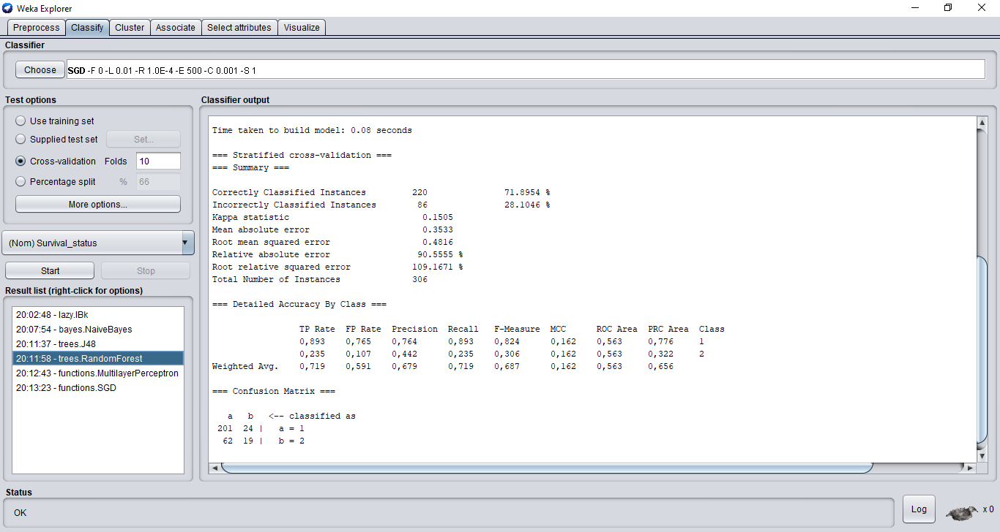 Weka Explorer
Preprocess Classify Cluster Associate Select attributes Visualize
Classifier
Choose SGD -F 0 -L 0.01 -R 1.0E-4 -E 500 -C 0.001 -S 1
Test options
Use training set
Supplied test set Set...
Cross-validation Folds 10
Percentage split % 66
More options...
(Nom) Survival_status
Start Stop
Result list (right-click for options)
20:02:48 - lazy.IBk
20:07:54 - bayes.NaiveBayes
20:11:37 - trees.J48
20:11:58 - trees.RandomForest
20:12:43 - functions.MultilayerPerceptron
20:13:23 - functions.SGD
Classifier output
Time taken to build model: 0.08 seconds
=== Stratified cross-validation ===
=== Summary ===
Correctly Classified Instances 220 71.8954 %
Incorrectly Classified Instances 86 28.1046 %
Kappa statistic 0.1505
Mean absolute error 0.3533
Root mean squared error 0.4816
Relative absolute error 90.5555 %
Root relative squared error 109.1671 %
Total Number of Instances 306
=== Detailed Accuracy By Class ===
TP Rate FP Rate Precision Recall F-Measure MCC ROC Area PRC Area Class
0,893 0,765 0,764 0,893 0,824 0,162 0,563 0,776 1
0,235 0,107 0,442 0,235 0,306 0,162 0,563 0,322 2
Weighted Avg. 0,719 0,591 0,679 0,719 0,687 0,162 0,563 0,656
=== Confusion Matrix ===
a b <-- classified as
201 24 | a = 1
62 19 | b = 2
Status
OK
Log x 0